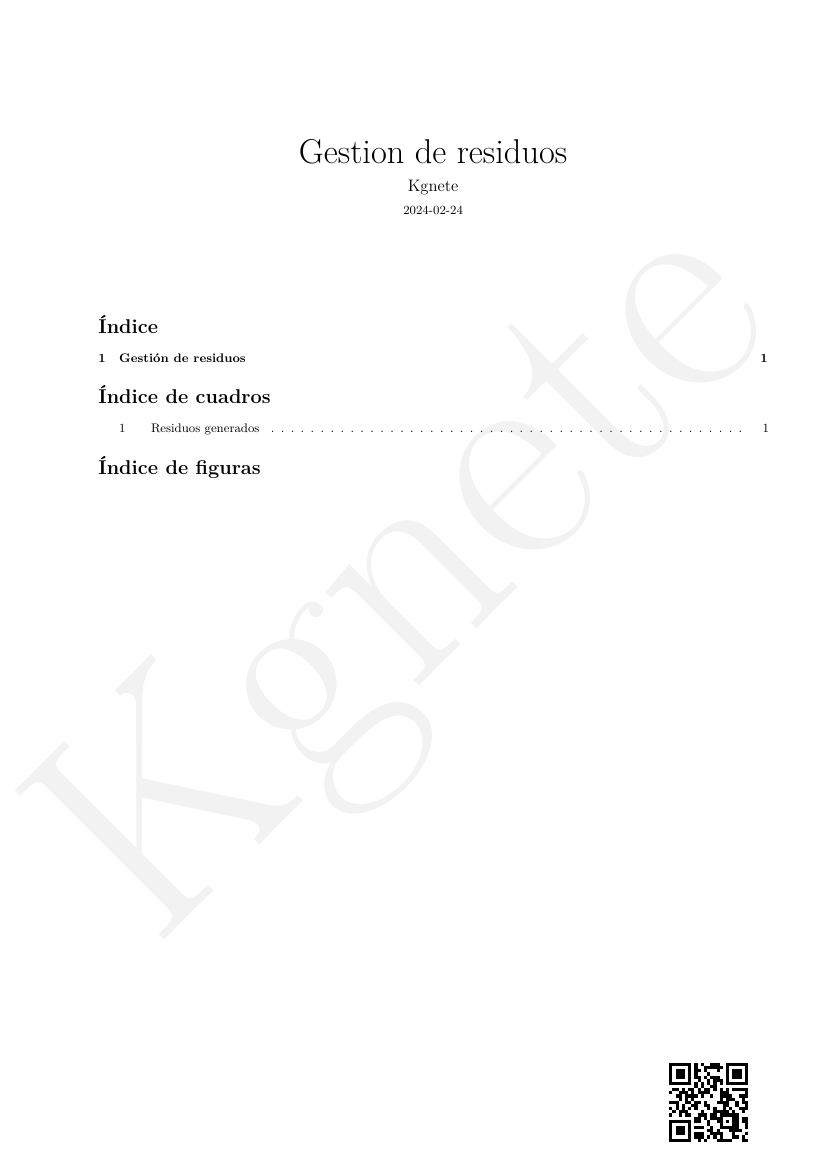 Gestion de residuos
Kgnete
2024-02-24
Índice
1 Gestión de residuos 1
Índice de cuadros
1 Residuos generados . . . . . . . . . . . . . . . . . . . . . . . . . . . . . . . . . . . . . . . . . . . . . . . . 1
Índice de figuras
Kgnete